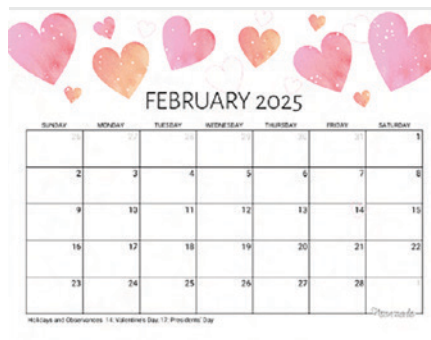 FEBRUARY 2025
SUNDAY MONDAY TUESDAY WEDNESDAY THURSDAY FRIDAY SATURDAY
26 27 28 29 30 31 1
2 3 4 5 6 7 8
9 10 11 12 13 14 15
16 17 18 19 20 21 22
23 24 25 26 27 28 1
Holidays and Observances: 14: Valentine's Day, 17: Presidents' Day